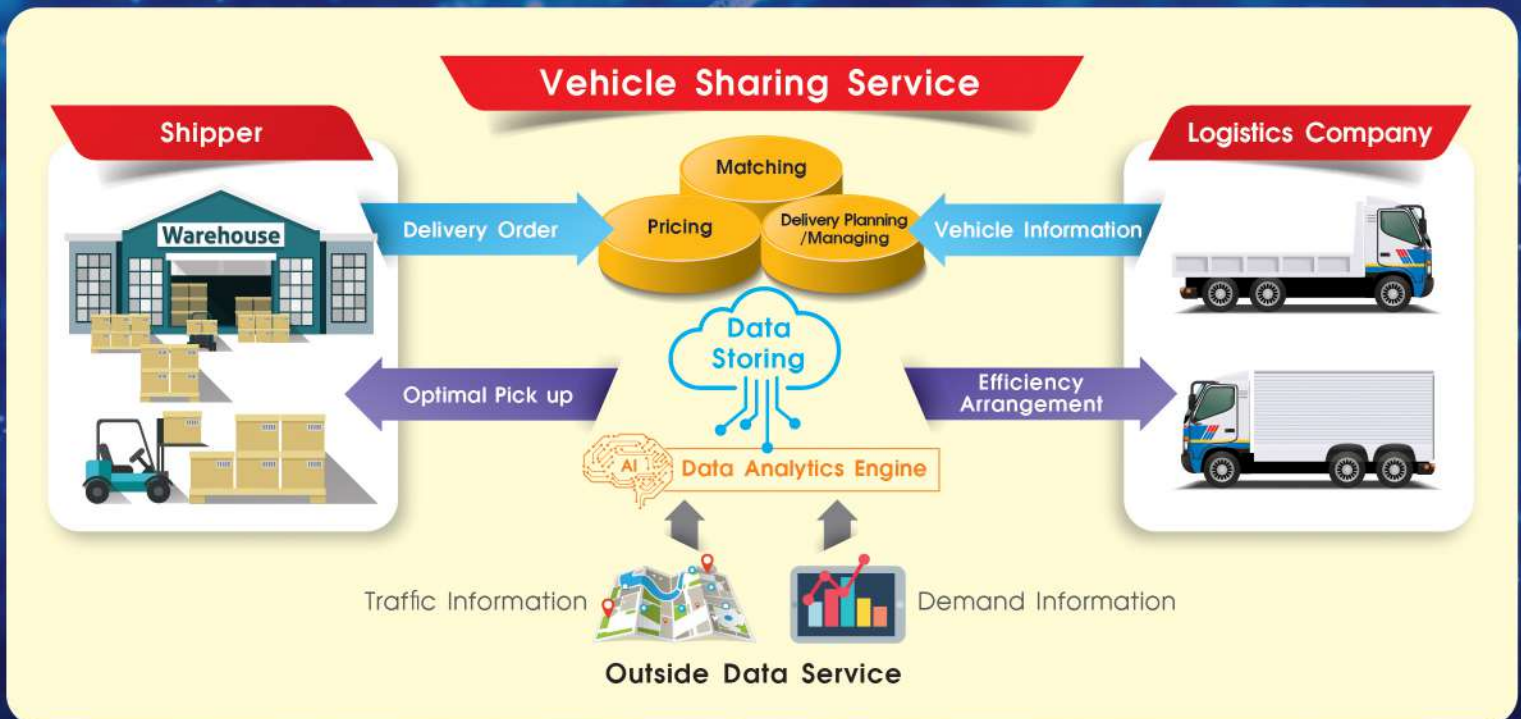 Vehicle Sharing Service
Shipper
Logistics Company
Warehouse
Delivery Order
Matching
Pricing
Delivery Planning
/Managing
Vehicle Information
Data
Storing
Optimal Pick up
Efficiency
Arrangement
AI
Data Analytics Engine
Traffic Information
Demand Information
Outside Data Service